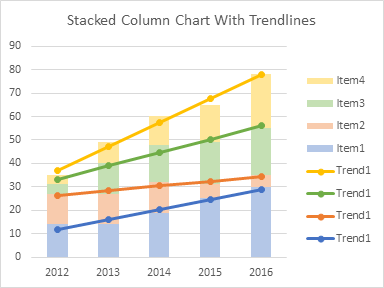 Stacked Column Chart With Trendlines
90
80
70
60
50
40
30
20
10
0
2012 2013 2014 2015 2016
Item4
Item3
Item2
Item1
Trend1
Trend1
Trend1
Trend1